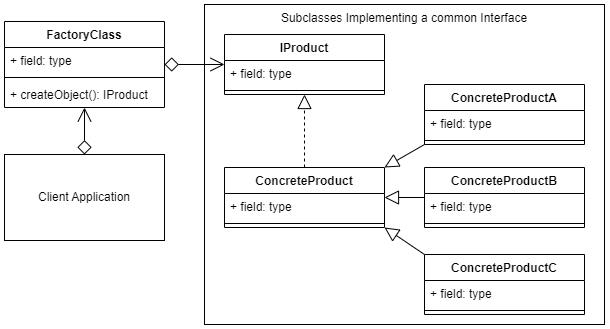 Subclasses Implementing a common Interface
FactoryClass
+ field: type
+ createObject(): IProduct
IProduct
+ field: type
Client Application
ConcreteProduct
+ field: type
ConcreteProductA
+ field: type
ConcreteProductB
+ field: type
ConcreteProductC
+ field: type